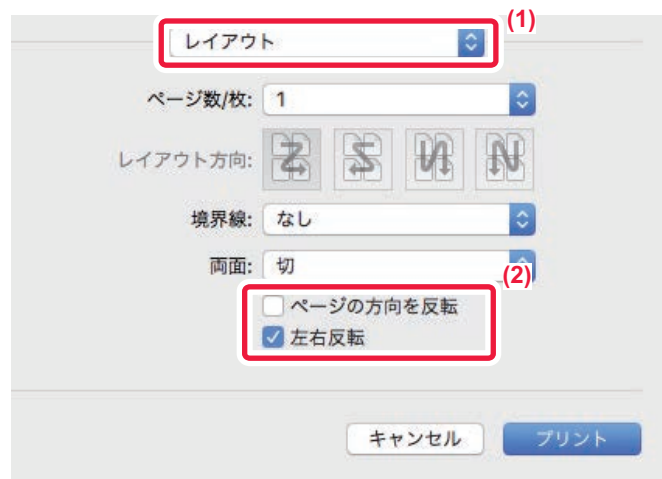 (1)
レイアウト
ページ数/枚: 1
レイアウト方向:
境界線: なし
両面: 切
(2)
ページの方向を反転
左右反転
キャンセル プリント